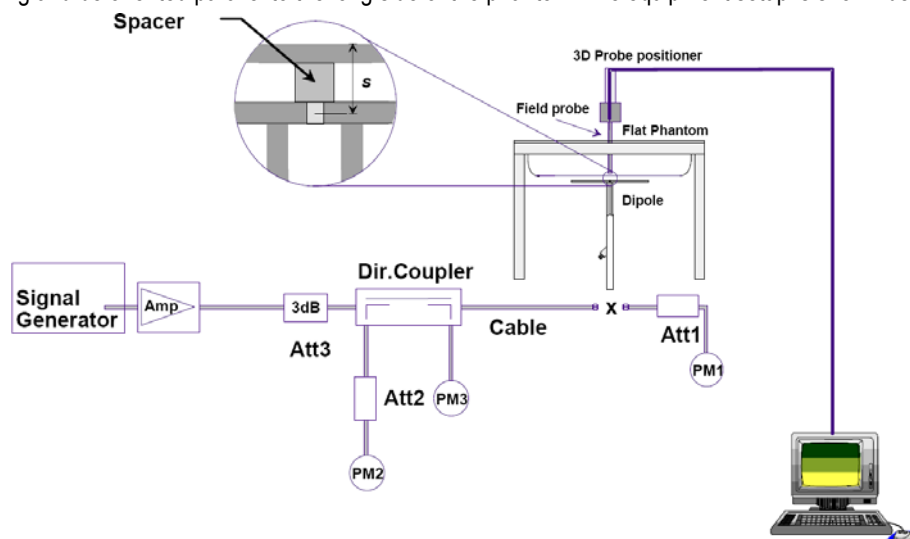 Spacer
s
3D Probe positioner
Field probe
Flat Phantom
Dipole
Dir.Coupler
Signal
Generator
Amp
3dB
Att3
Cable
x
Att1
PM1
Att2
PM3
PM2